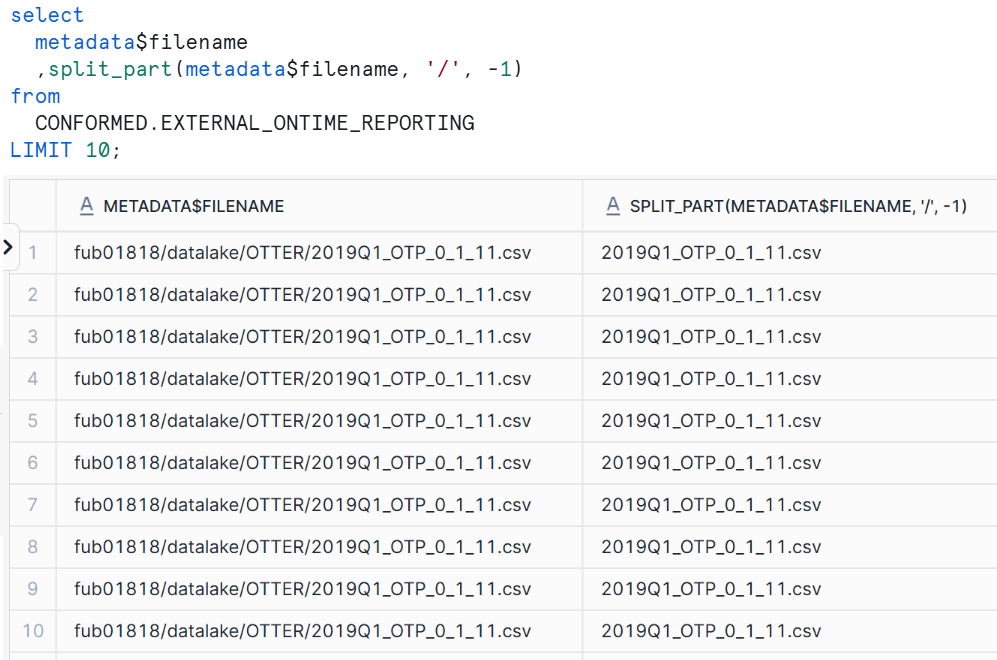 select
metadata$filename
,split_part(metadata$filename, '/', -1)
from
CONFORMED.EXTERNAL_ONTIME_REPORTING
LIMIT 10;
A METADATA$FILENAME A SPLIT_PART(METADATA$FILENAME, '/', -1)
1 fub01818/datalake/OTTER/2019Q1_OTP_0_1_11.csv 2019Q1_OTP_0_1_11.csv
2 fub01818/datalake/OTTER/2019Q1_OTP_0_1_11.csv 2019Q1_OTP_0_1_11.csv
3 fub01818/datalake/OTTER/2019Q1_OTP_0_1_11.csv 2019Q1_OTP_0_1_11.csv
4 fub01818/datalake/OTTER/2019Q1_OTP_0_1_11.csv 2019Q1_OTP_0_1_11.csv
5 fub01818/datalake/OTTER/2019Q1_OTP_0_1_11.csv 2019Q1_OTP_0_1_11.csv
6 fub01818/datalake/OTTER/2019Q1_OTP_0_1_11.csv 2019Q1_OTP_0_1_11.csv
7 fub01818/datalake/OTTER/2019Q1_OTP_0_1_11.csv 2019Q1_OTP_0_1_11.csv
8 fub01818/datalake/OTTER/2019Q1_OTP_0_1_11.csv 2019Q1_OTP_0_1_11.csv
9 fub01818/datalake/OTTER/2019Q1_OTP_0_1_11.csv 2019Q1_OTP_0_1_11.csv
10 fub01818/datalake/OTTER/2019Q1_OTP_0_1_11.csv 2019Q1_OTP_0_1_11.csv